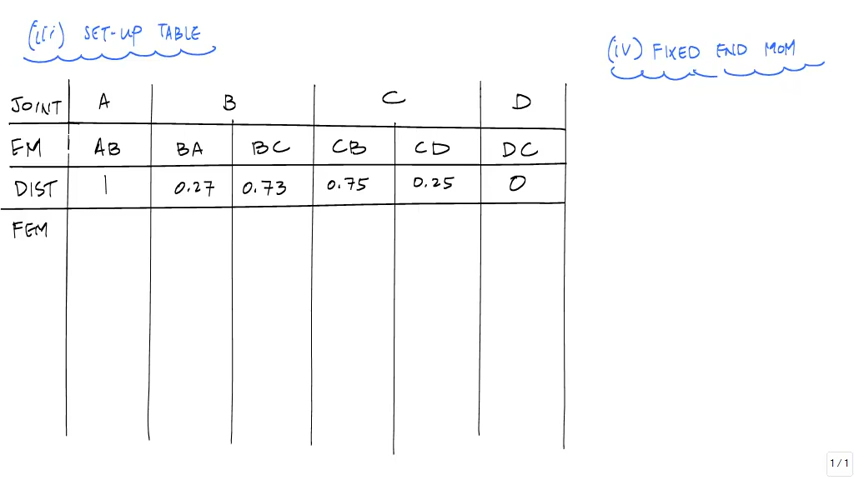 (iii) SET-UP TABLE
(iv) FIXED END MOM
JOINT A B C D
EM AB BA BC CB CD DC
DIST 1 0.27 0.73 0.75 0.25 0
FEM
1/1